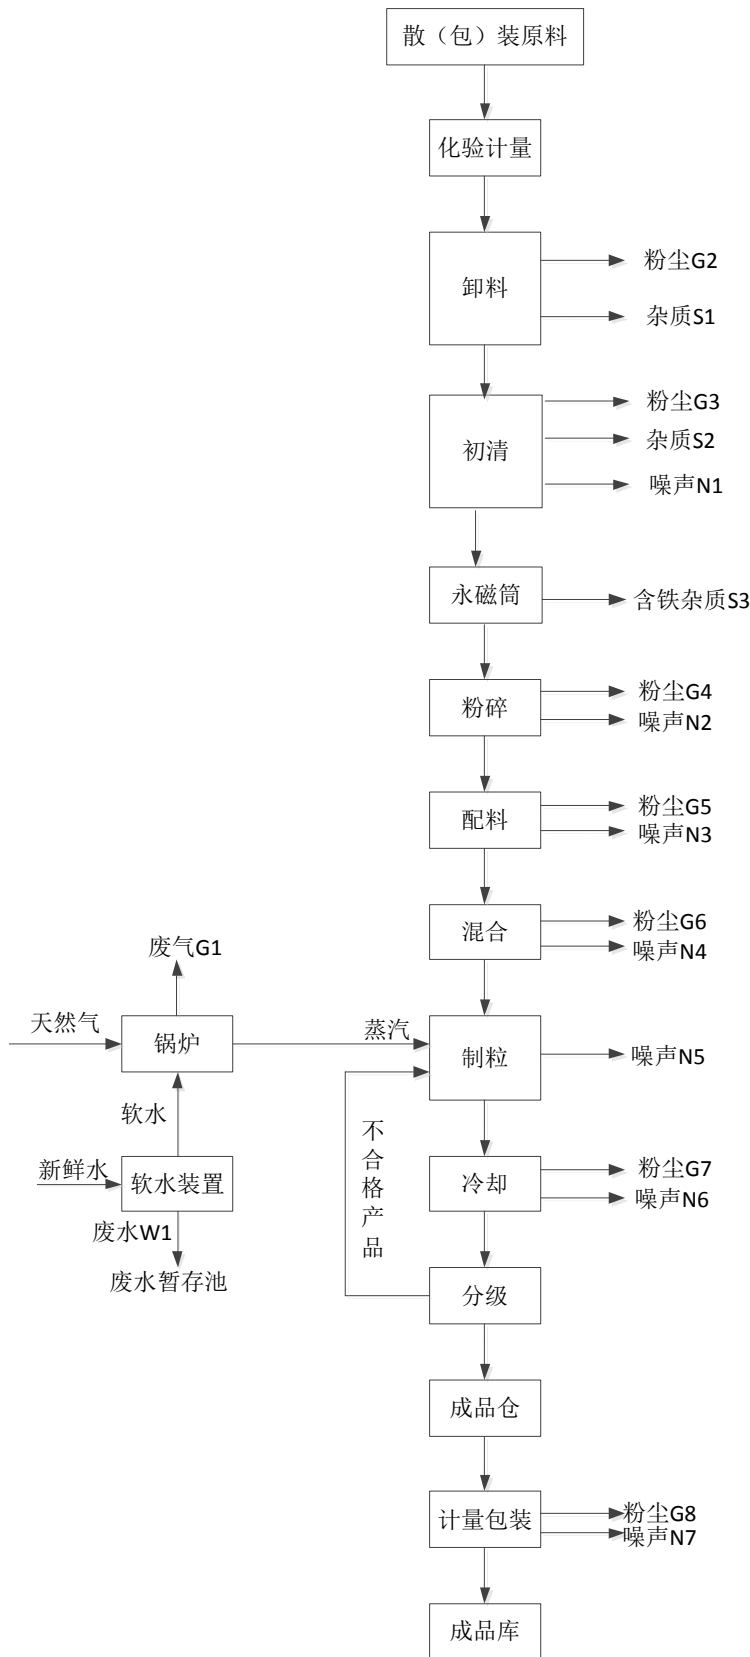 散（包）装原料
化验计量
卸料
粉尘G2
杂质S1
初清
粉尘G3
杂质S2
噪声N1
永磁筒
含铁杂质S3
粉碎
粉尘G4
噪声N2
配料
粉尘G5
噪声N3
混合
粉尘G6
噪声N4
废气G1
天然气
锅炉
蒸汽
制粒
噪声N5
软水
不合格产品
新鲜水
软水装置
冷却
粉尘G7
噪声N6
废水W1
废水暂存池
分级
成品仓
计量包装
粉尘G8
噪声N7
成品库